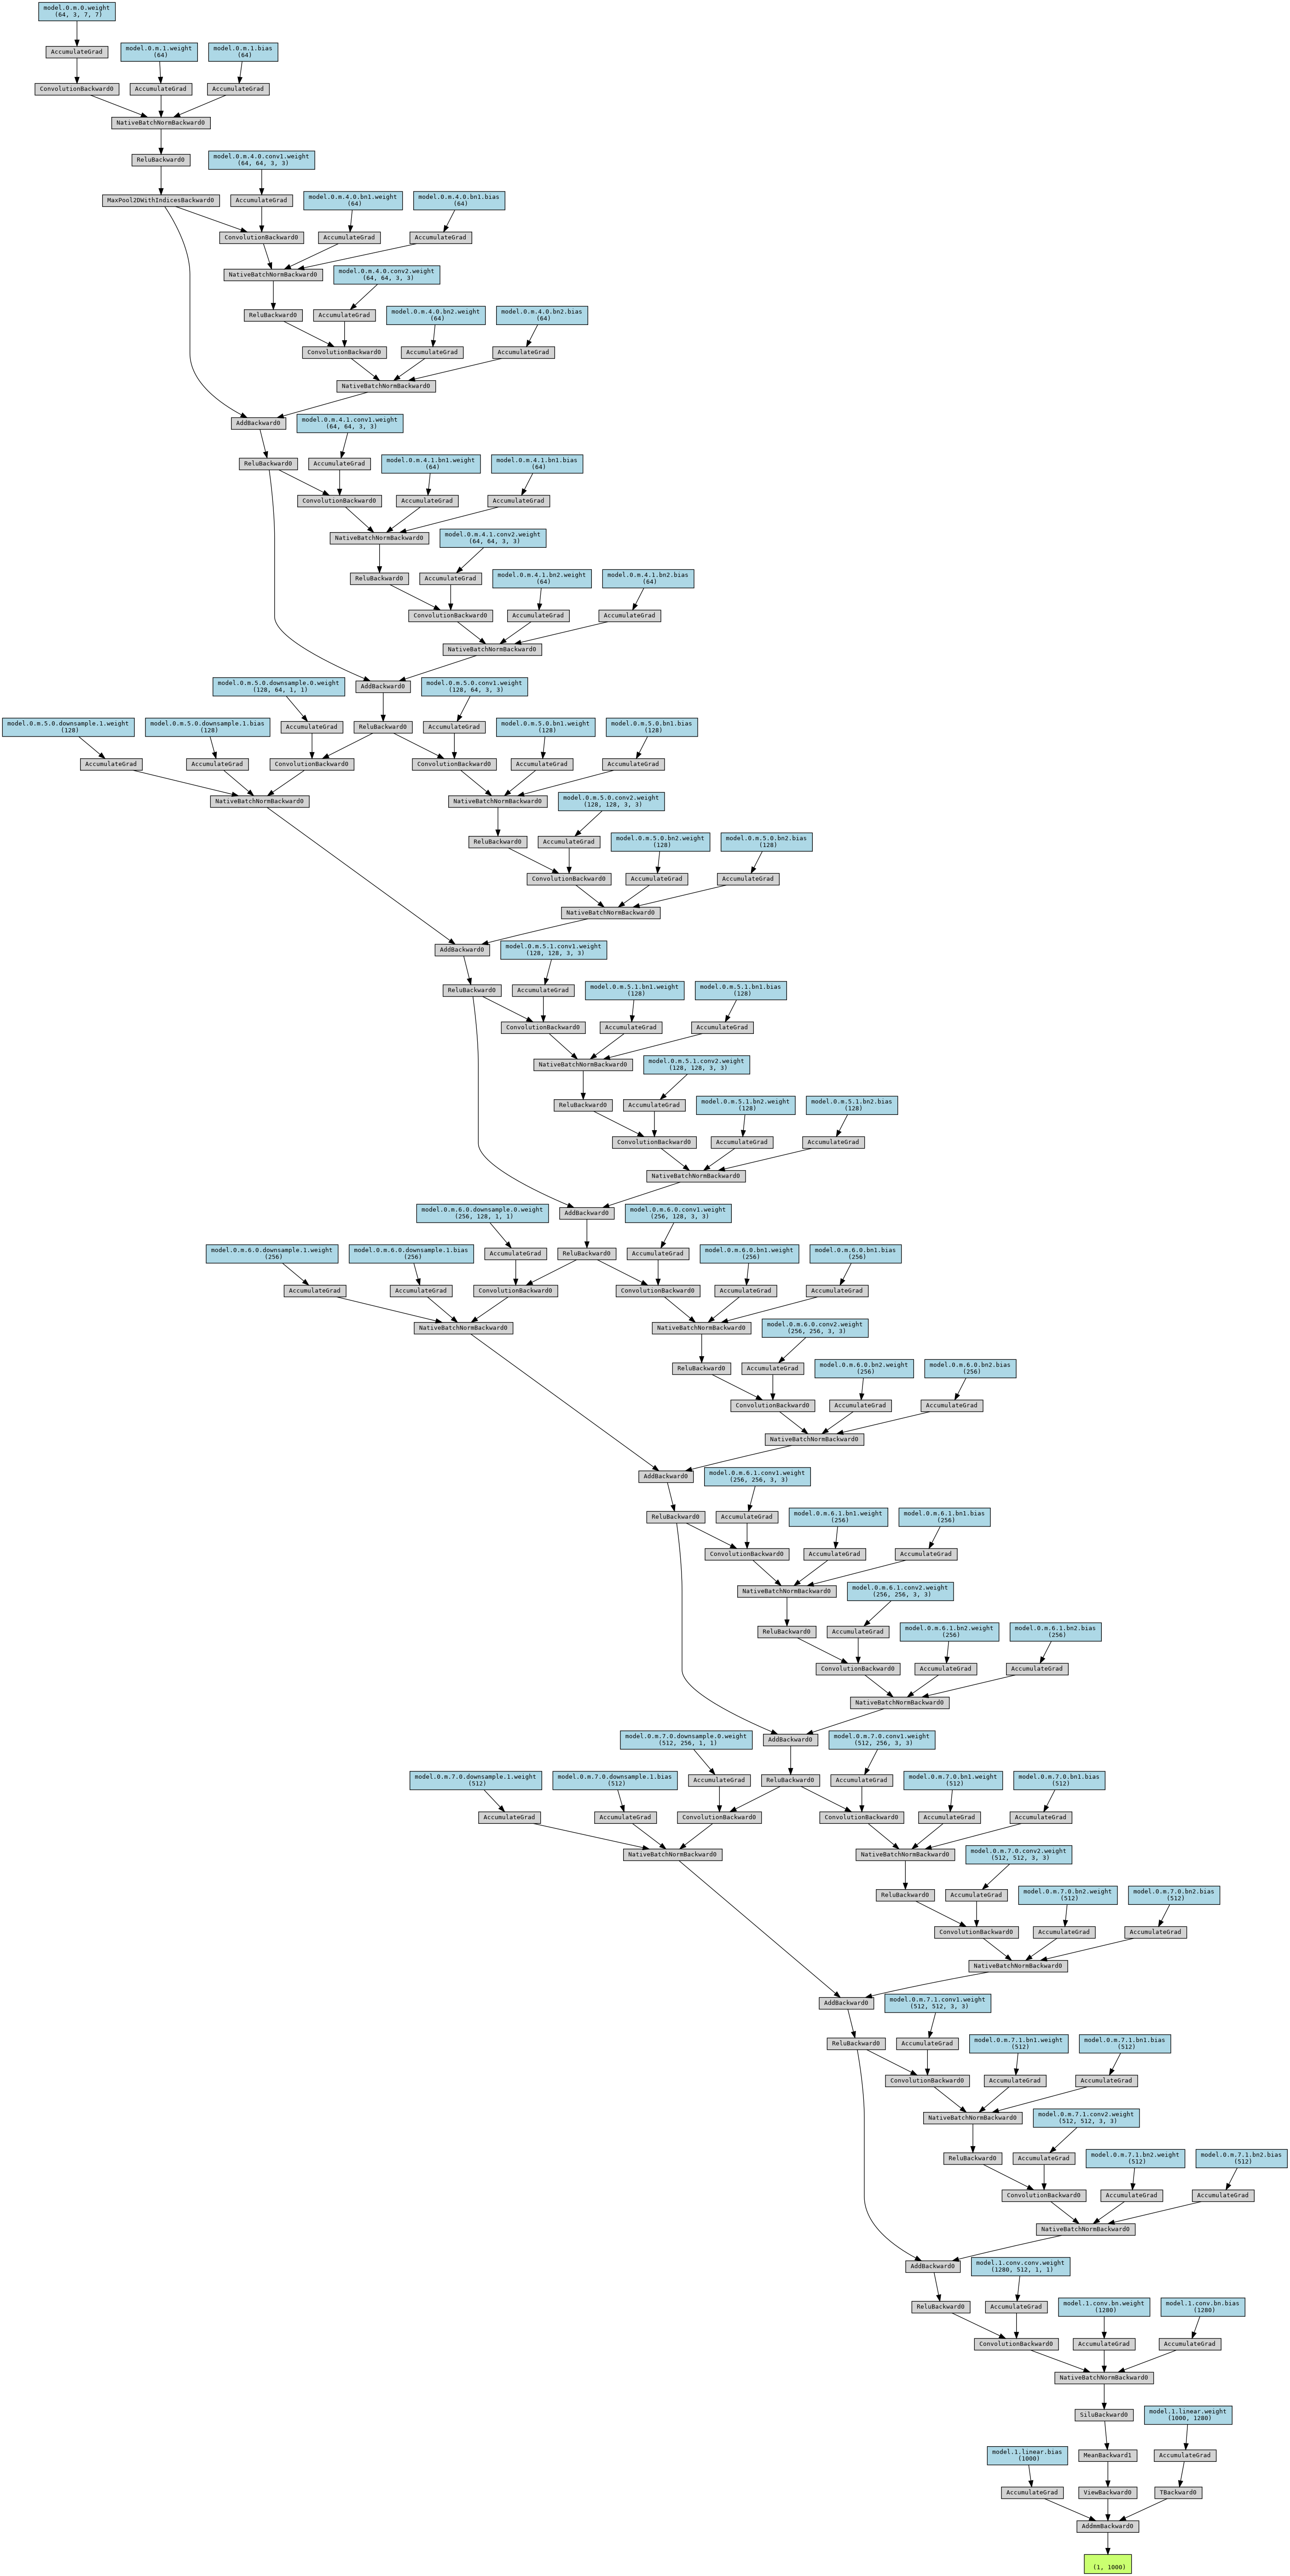 model.0.m.0.weight
(64, 3, 7, 7)
AccumulateGrad
model.0.m.1.weight
(64)
model.0.m.1.bias
(64)
ConvolutionBackward0
AccumulateGrad
AccumulateGrad
NativeBatchNormBackward0
ReluBackward0
model.0.m.4.0.conv1.weight
(64, 64, 3, 3)
MaxPool2DWithIndicesBackward0
AccumulateGrad
model.0.m.4.0.bn1.weight
(64)
model.0.m.4.0.bn1.bias
(64)
ConvolutionBackward0
AccumulateGrad
AccumulateGrad
NativeBatchNormBackward0
model.0.m.4.0.conv2.weight
(64, 64, 3, 3)
ReluBackward0
AccumulateGrad
model.0.m.4.0.bn2.weight
(64)
model.0.m.4.0.bn2.bias
(64)
ConvolutionBackward0
AccumulateGrad
AccumulateGrad
NativeBatchNormBackward0
AddBackward0
model.0.m.4.1.conv1.weight
(64, 64, 3, 3)
ReluBackward0
AccumulateGrad
model.0.m.4.1.bn1.weight
(64)
model.0.m.4.1.bn1.bias
(64)
ConvolutionBackward0
AccumulateGrad
AccumulateGrad
NativeBatchNormBackward0
model.0.m.4.1.conv2.weight
(64, 64, 3, 3)
ReluBackward0
AccumulateGrad
model.0.m.4.1.bn2.weight
(64)
model.0.m.4.1.bn2.bias
(64)
ConvolutionBackward0
AccumulateGrad
AccumulateGrad
NativeBatchNormBackward0
model.0.m.5.0.downsample.0.weight
(128, 64, 1, 1)
AddBackward0
model.0.m.5.0.conv1.weight
(128, 64, 3, 3)
model.0.m.5.0.downsample.1.weight
(128)
model.0.m.5.0.downsample.1.bias
(128)
AccumulateGrad
ReluBackward0
AccumulateGrad
model.0.m.5.0.bn1.weight
(128)
model.0.m.5.0.bn1.bias
(128)
AccumulateGrad
AccumulateGrad
ConvolutionBackward0
ConvolutionBackward0
AccumulateGrad
AccumulateGrad
NativeBatchNormBackward0
NativeBatchNormBackward0
model.0.m.5.0.conv2.weight
(128, 128, 3, 3)
ReluBackward0
AccumulateGrad
model.0.m.5.0.bn2.weight
(128)
model.0.m.5.0.bn2.bias
(128)
ConvolutionBackward0
AccumulateGrad
AccumulateGrad
NativeBatchNormBackward0
AddBackward0
model.0.m.5.1.conv1.weight
(128, 128, 3, 3)
ReluBackward0
AccumulateGrad
model.0.m.5.1.bn1.weight
(128)
model.0.m.5.1.bn1.bias
(128)
ConvolutionBackward0
AccumulateGrad
AccumulateGrad
NativeBatchNormBackward0
model.0.m.5.1.conv2.weight
(128, 128, 3, 3)
ReluBackward0
AccumulateGrad
model.0.m.5.1.bn2.weight
(128)
model.0.m.5.1.bn2.bias
(128)
ConvolutionBackward0
AccumulateGrad
AccumulateGrad
NativeBatchNormBackward0
model.0.m.6.0.downsample.0.weight
(256, 128, 1, 1)
AddBackward0
model.0.m.6.0.conv1.weight
(256, 128, 3, 3)
model.0.m.6.0.downsample.1.weight
(256)
model.0.m.6.0.downsample.1.bias
(256)
AccumulateGrad
ReluBackward0
AccumulateGrad
model.0.m.6.0.bn1.weight
(256)
model.0.m.6.0.bn1.bias
(256)
AccumulateGrad
AccumulateGrad
ConvolutionBackward0
ConvolutionBackward0
AccumulateGrad
AccumulateGrad
NativeBatchNormBackward0
NativeBatchNormBackward0
model.0.m.6.0.conv2.weight
(256, 256, 3, 3)
ReluBackward0
AccumulateGrad
model.0.m.6.0.bn2.weight
(256)
model.0.m.6.0.bn2.bias
(256)
ConvolutionBackward0
AccumulateGrad
AccumulateGrad
NativeBatchNormBackward0
AddBackward0
model.0.m.6.1.conv1.weight
(256, 256, 3, 3)
ReluBackward0
AccumulateGrad
model.0.m.6.1.bn1.weight
(256)
model.0.m.6.1.bn1.bias
(256)
ConvolutionBackward0
AccumulateGrad
AccumulateGrad
NativeBatchNormBackward0
model.0.m.6.1.conv2.weight
(256, 256, 3, 3)
ReluBackward0
AccumulateGrad
model.0.m.6.1.bn2.weight
(256)
model.0.m.6.1.bn2.bias
(256)
ConvolutionBackward0
AccumulateGrad
AccumulateGrad
NativeBatchNormBackward0
model.0.m.7.0.downsample.0.weight
(512, 256, 1, 1)
AddBackward0
model.0.m.7.0.conv1.weight
(512, 256, 3, 3)
model.0.m.7.0.downsample.1.weight
(512)
model.0.m.7.0.downsample.1.bias
(512)
AccumulateGrad
ReluBackward0
AccumulateGrad
model.0.m.7.0.bn1.weight
(512)
model.0.m.7.0.bn1.bias
(512)
AccumulateGrad
AccumulateGrad
ConvolutionBackward0
ConvolutionBackward0
AccumulateGrad
AccumulateGrad
NativeBatchNormBackward0
NativeBatchNormBackward0
model.0.m.7.0.conv2.weight
(512, 512, 3, 3)
ReluBackward0
AccumulateGrad
model.0.m.7.0.bn2.weight
(512)
model.0.m.7.0.bn2.bias
(512)
ConvolutionBackward0
AccumulateGrad
AccumulateGrad
NativeBatchNormBackward0
AddBackward0
model.0.m.7.1.conv1.weight
(512, 512, 3, 3)
ReluBackward0
AccumulateGrad
model.0.m.7.1.bn1.weight
(512)
model.0.m.7.1.bn1.bias
(512)
ConvolutionBackward0
AccumulateGrad
AccumulateGrad
NativeBatchNormBackward0
model.0.m.7.1.conv2.weight
(512, 512, 3, 3)
ReluBackward0
AccumulateGrad
model.0.m.7.1.bn2.weight
(512)
model.0.m.7.1.bn2.bias
(512)
ConvolutionBackward0
AccumulateGrad
AccumulateGrad
NativeBatchNormBackward0
AddBackward0
model.1.conv.conv.weight
(1280, 512, 1, 1)
ReluBackward0
AccumulateGrad
model.1.conv.bn.weight
(1280)
model.1.conv.bn.bias
(1280)
ConvolutionBackward0
AccumulateGrad
AccumulateGrad
NativeBatchNormBackward0
SiluBackward0
model.1.linear.weight
(1000, 1280)
model.1.linear.bias
(1000)
MeanBackward1
AccumulateGrad
AccumulateGrad
ViewBackward0
TBackward0
AddmmBackward0
(1, 1000)